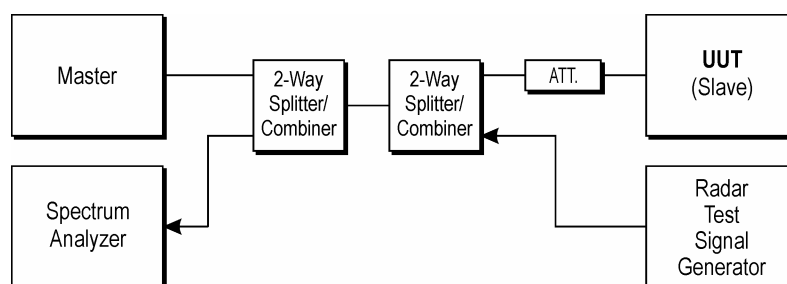 Master
2-Way
Splitter/
Combiner
2-Way
Splitter/
Combiner
ATT.
UUT
(Slave)
Spectrum
Analyzer
Radar
Test
Signal
Generator